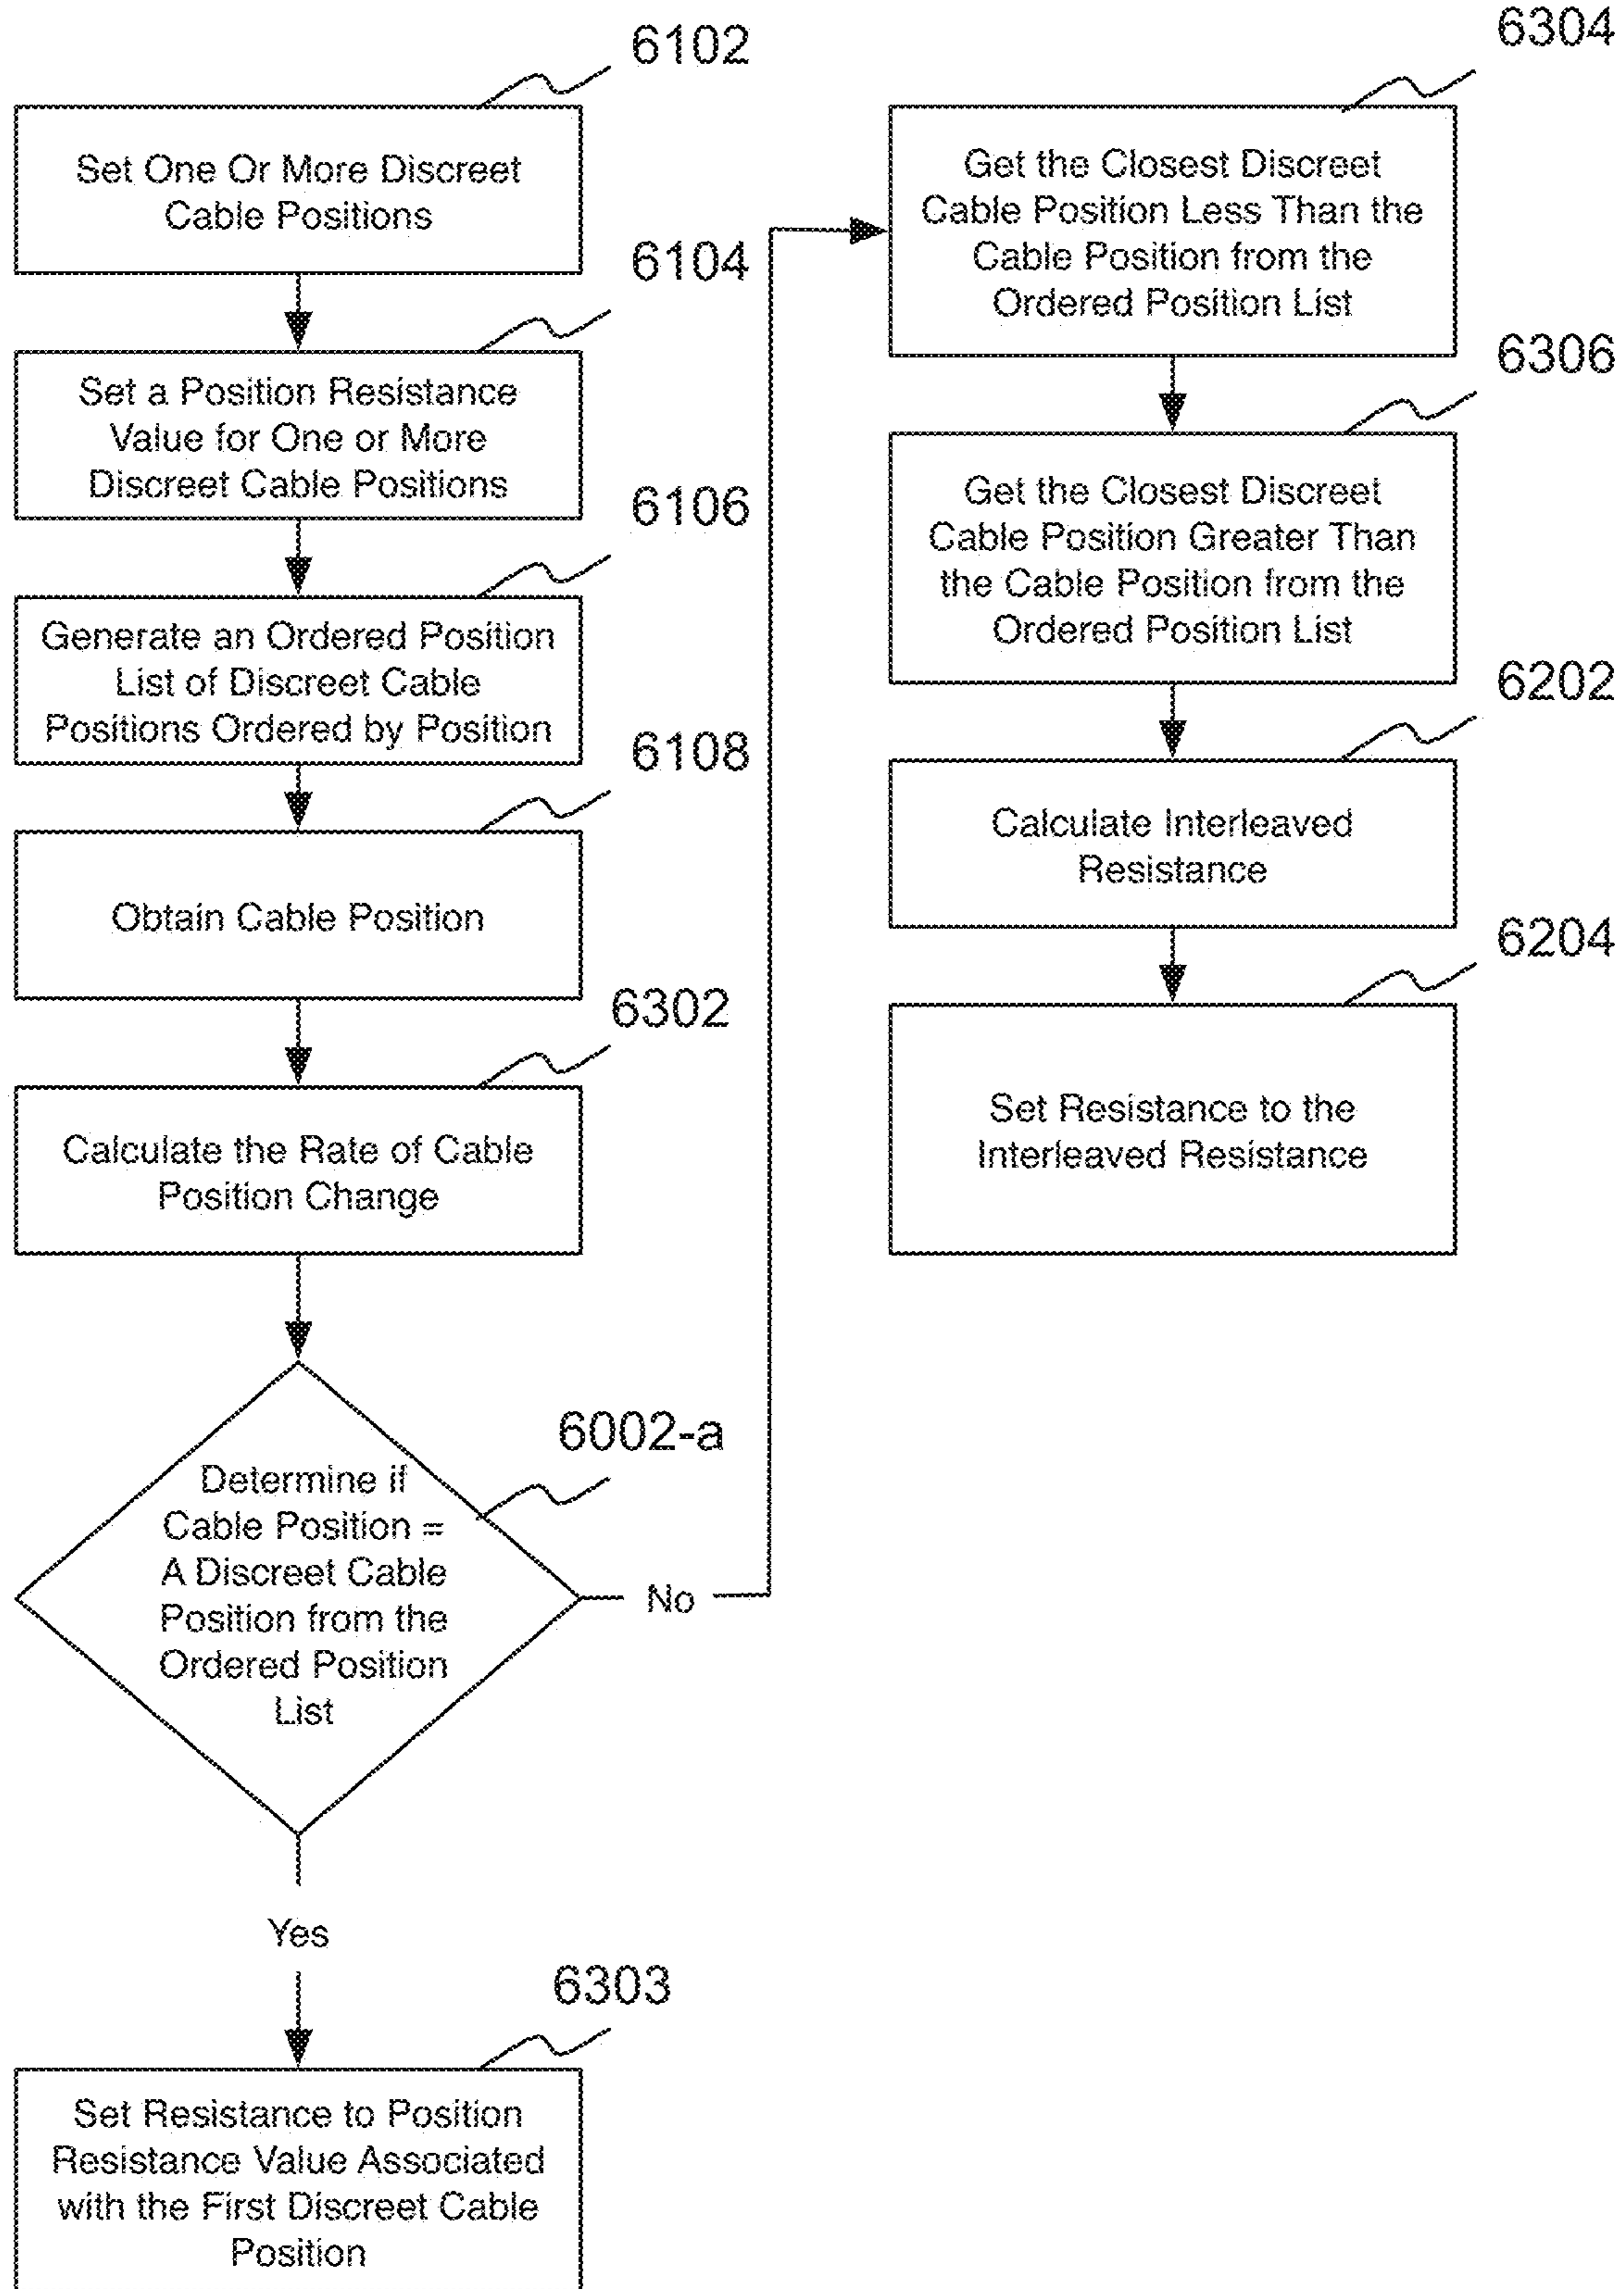 6102
Set One Or More Discreet
Cable Positions
6104
Set a Position Resistance
Value for One or More
Discreet Cable Positions
6106
Generate an Ordered Position
List of Discreet Cable
Positions Ordered by Position
6108
Obtain Cable Position
6302
Calculate the Rate of Cable
Position Change
6002-a
Determine if
Cable Position =
A Discreet Cable
Position from the
Ordered Position
List
No
Yes
6303
Set Resistance to Position
Resistance Value Associated
with the First Discreet Cable
Position
6304
Get the Closest Discreet
Cable Position Less Than the
Cable Position from the
Ordered Position List
6306
Get the Closest Discreet
Cable Position Greater Than
the Cable Position from the
Ordered Position List
6202
Calculate Interleaved
Resistance
6204
Set Resistance to the
Interleaved Resistance